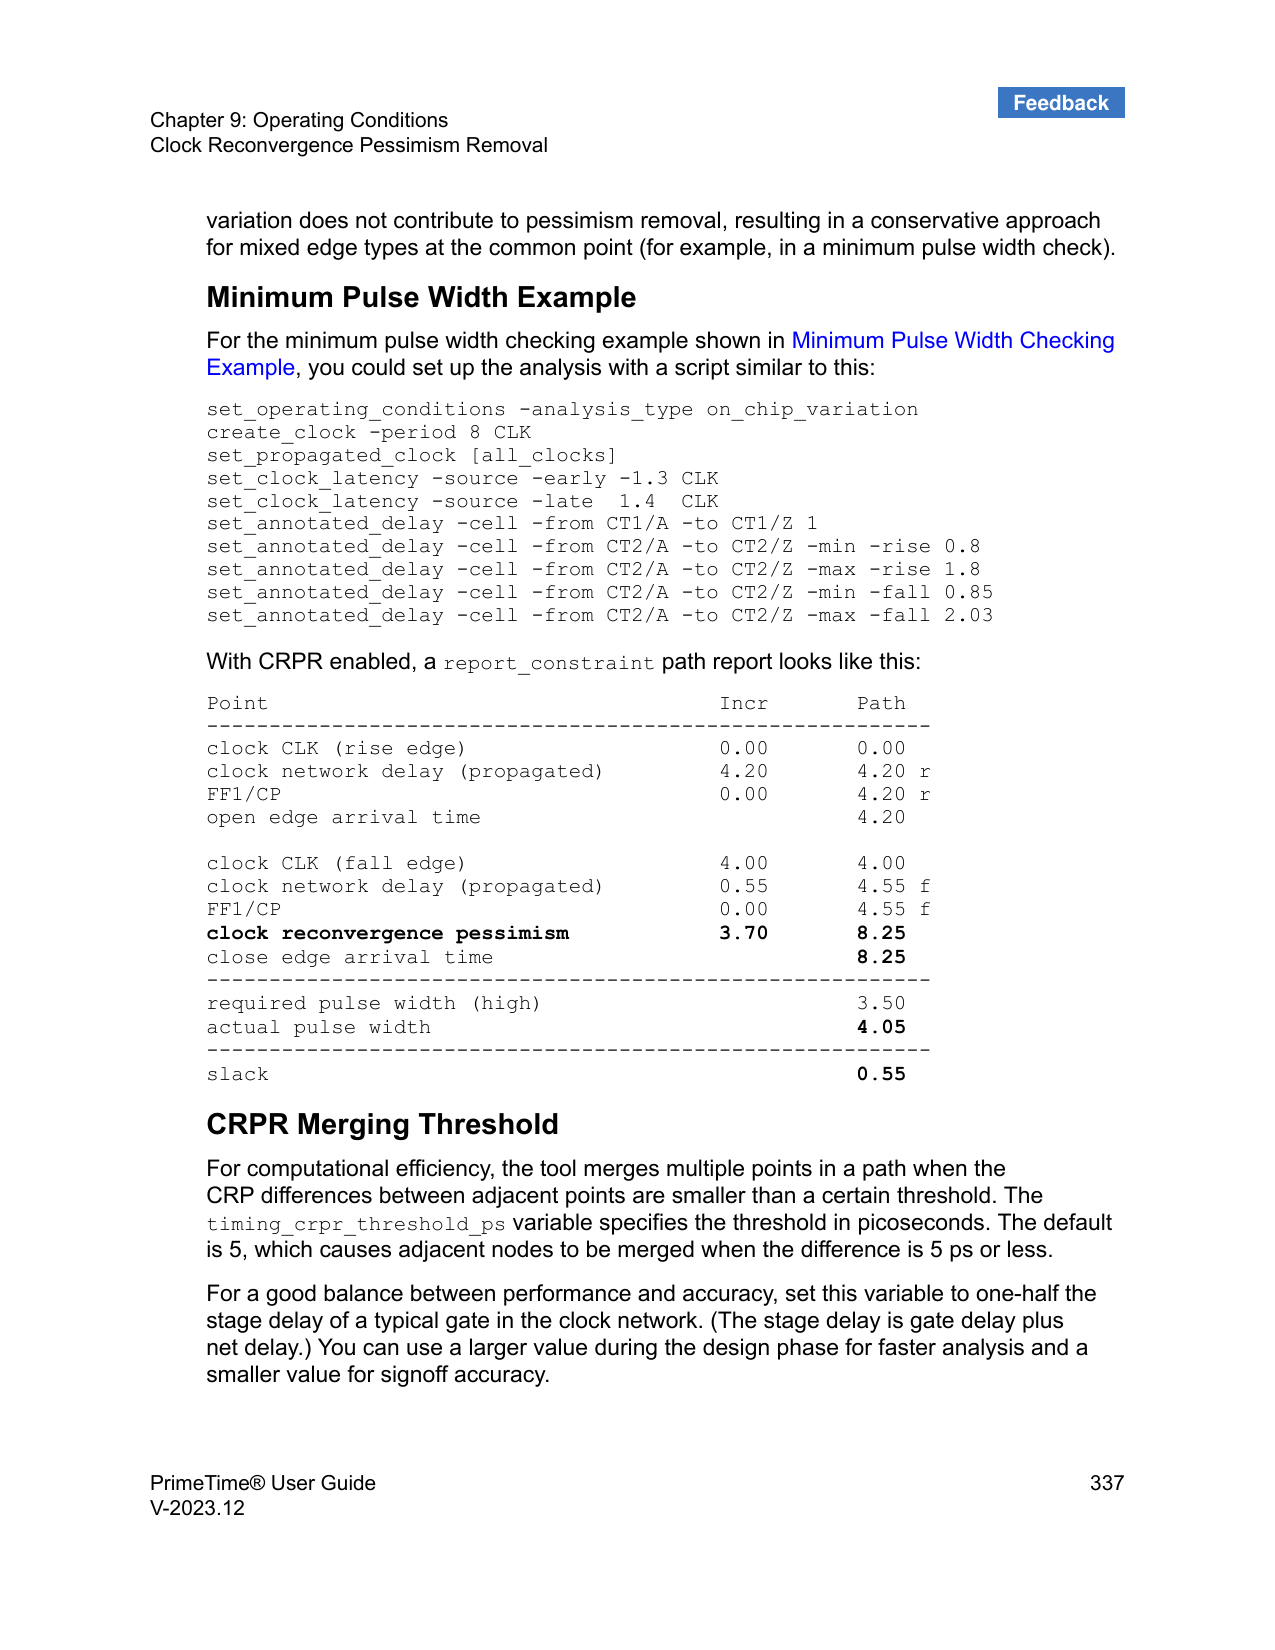 Feedback
Chapter 9: Operating Conditions
Clock Reconvergence Pessimism Removal
variation does not contribute to pessimism removal, resulting in a conservative approach
for mixed edge types at the common point (for example, in a minimum pulse width check).
Minimum Pulse Width Example
For the minimum pulse width checking example shown in Minimum Pulse Width Checking
Example, you could set up the analysis with a script similar to this:
set_operating_conditions -analysis_type on_chip_variation
create_clock -period 8 CLK
set_propagated_clock [all_clocks]
set_clock_latency -source -early -1.3 CLK
set_clock_latency -source -late  1.4  CLK
set_annotated_delay -cell -from CT1/A -to CT1/Z 1
set_annotated_delay -cell -from CT2/A -to CT2/Z -min -rise 0.8
set_annotated_delay -cell -from CT2/A -to CT2/Z -max -rise 1.8
set_annotated_delay -cell -from CT2/A -to CT2/Z -min -fall 0.85
set_annotated_delay -cell -from CT2/A -to CT2/Z -max -fall 2.03
With CRPR enabled, a report_constraint path report looks like this:
Point                                    Incr       Path
----------------------------------------------------------
clock CLK (rise edge)                    0.00       0.00
clock network delay (propagated)         4.20       4.20 r
FF1/CP                                   0.00       4.20 r
open edge arrival time                              4.20
clock CLK (fall edge)                    4.00       4.00
clock network delay (propagated)         0.55       4.55 f
FF1/CP                                   0.00       4.55 f
clock reconvergence pessimism            3.70       8.25
close edge arrival time                             8.25
----------------------------------------------------------
required pulse width (high)                         3.50
actual pulse width                                  4.05
----------------------------------------------------------
slack                                               0.55
CRPR Merging Threshold
For computational efficiency, the tool merges multiple points in a path when the
CRP differences between adjacent points are smaller than a certain threshold. The
timing_crpr_threshold_ps variable specifies the threshold in picoseconds. The default
is 5, which causes adjacent nodes to be merged when the difference is 5 ps or less.
For a good balance between performance and accuracy, set this variable to one-half the
stage delay of a typical gate in the clock network. (The stage delay is gate delay plus
net delay.) You can use a larger value during the design phase for faster analysis and a
smaller value for signoff accuracy.
PrimeTime® User Guide 337
V-2023.12